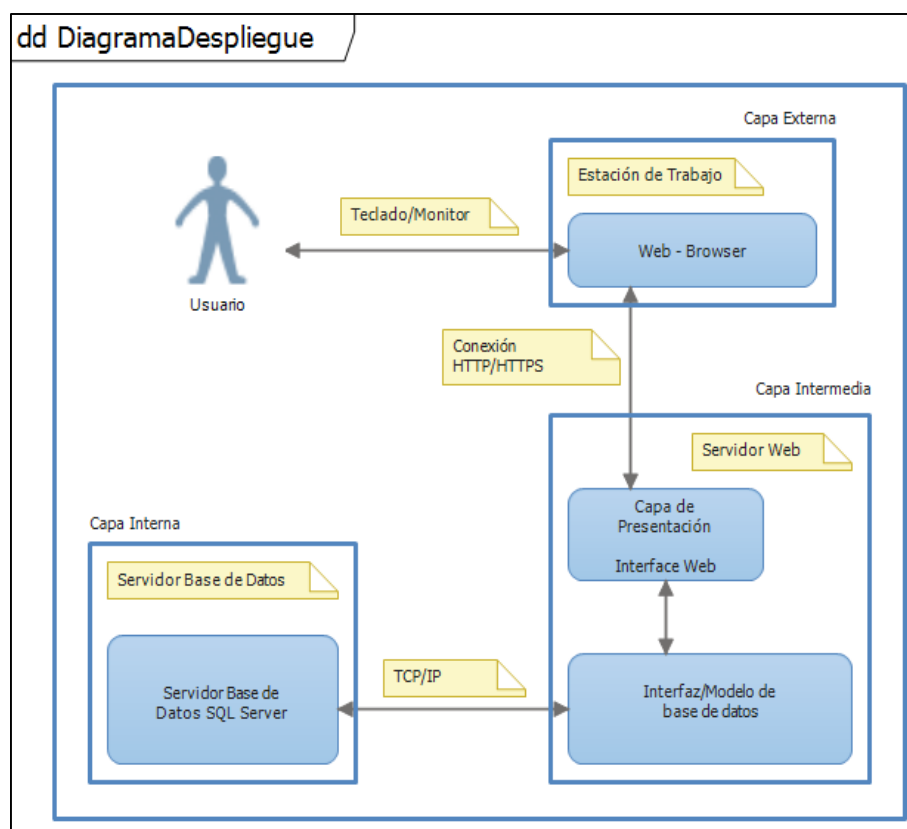 dd DiagramaDespliegue
Capa Externa
Estación de Trabajo
Teclado/Monitor
Web - Browser
Usuario
Conexión
HTTP/HTTPS
Capa Intermedia
Servidor Web
Capa de
Presentación
Interface Web
Capa Interna
Servidor Base de Datos
TCP/IP
Servidor Base de
Datos SQL Server
Interfaz/Modelo de
base de datos